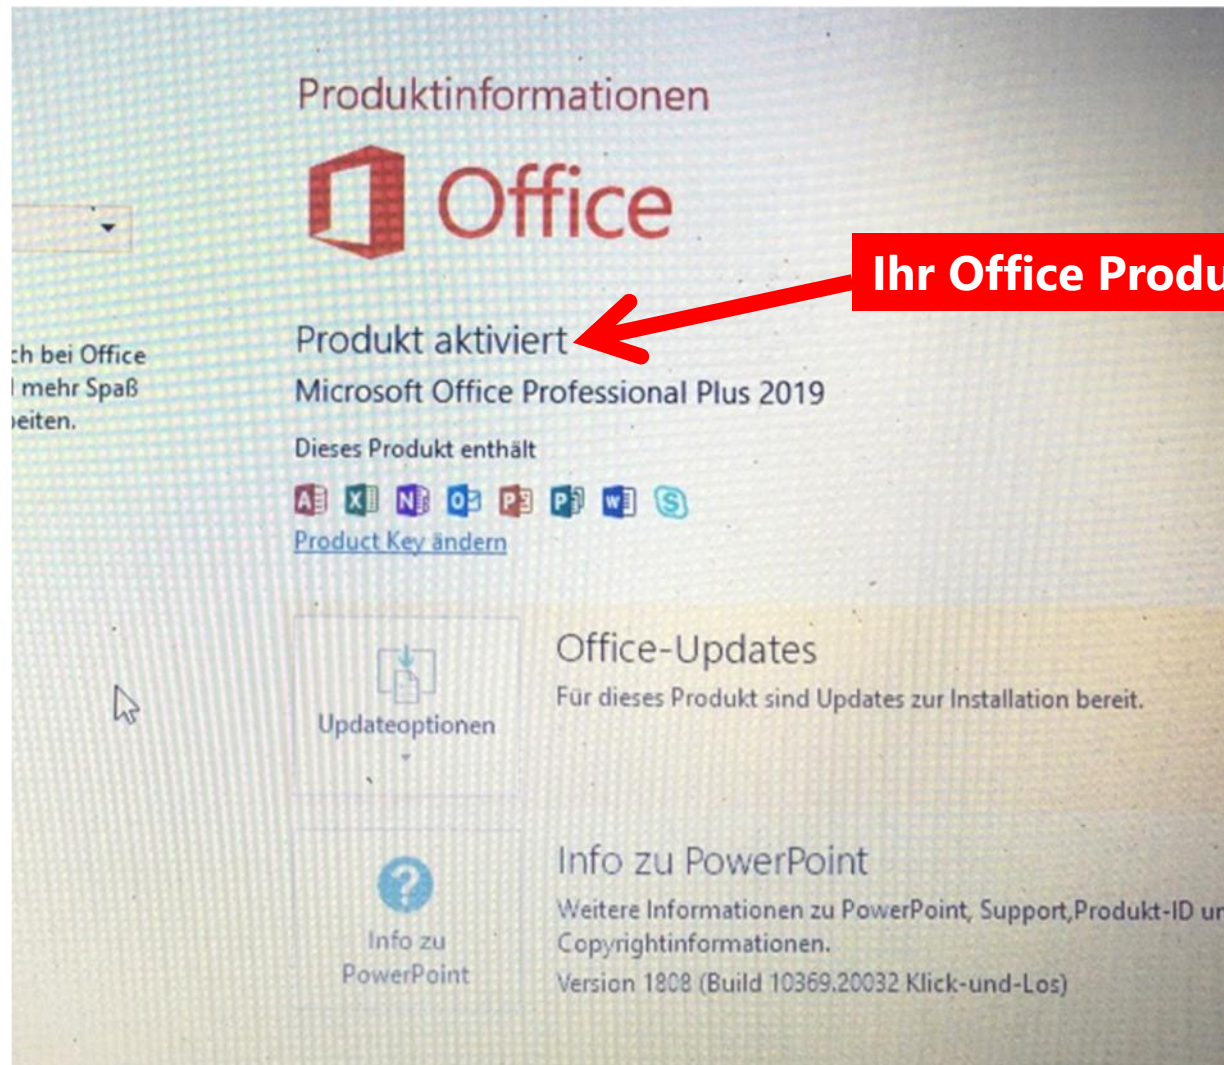 Produktinformationen
Office
Ihr Office
Produkt aktiviert
ch bei Office
mehr Spaß
eiten.
Microsoft Office Professional Plus 2019
Dieses Produkt enthält
Product Key ändern
Office-Updates
Für dieses Produkt sind Updates zur Installation bereit.
Updateoptionen
Info zu PowerPoint
Weitere Informationen zu PowerPoint, Support,Produkt-ID
Copyrightinformationen.
Version 1808 (Build 10369.20032 Klick-und-Los)
Info zu
PowerPoint